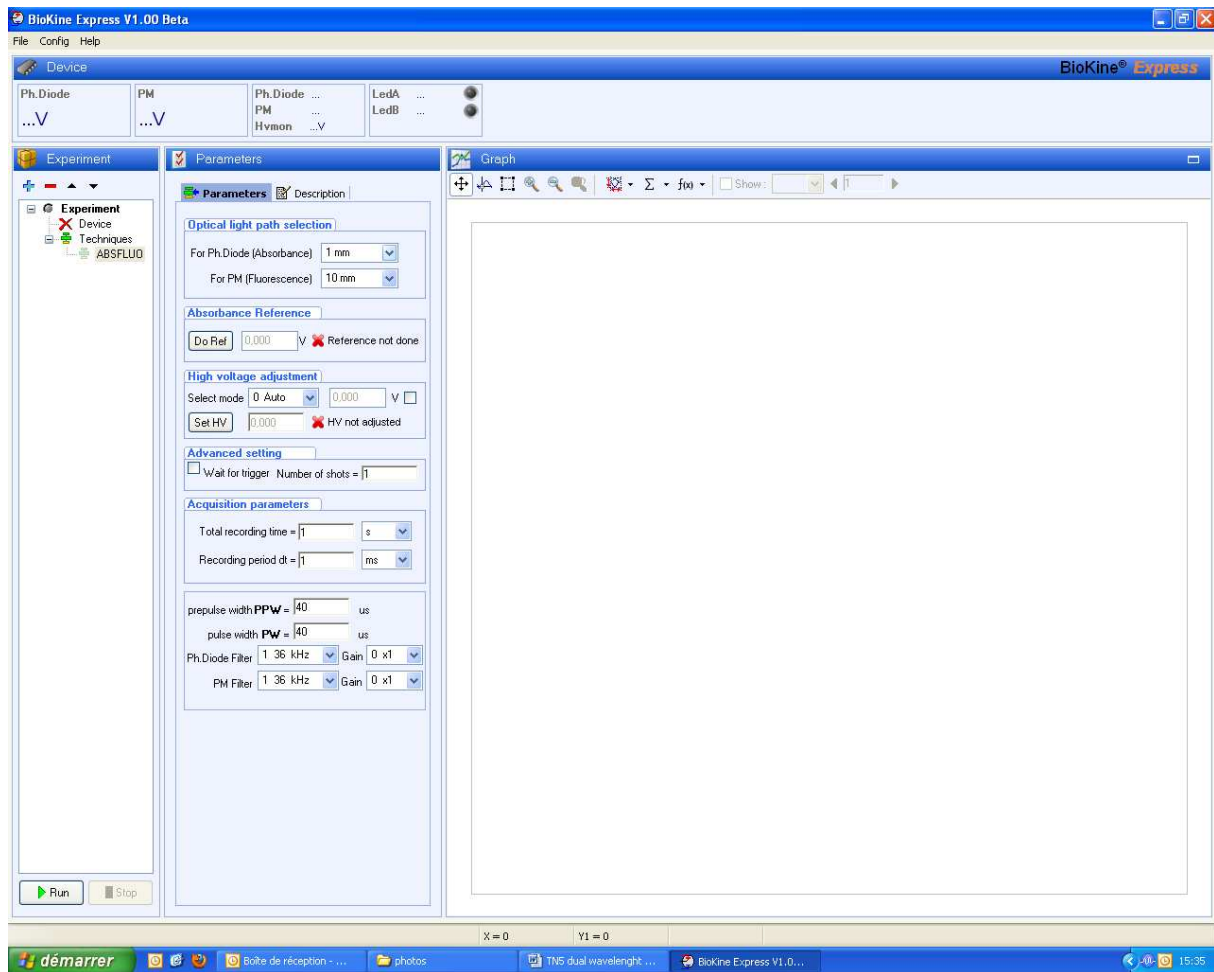 BioKine Express V1.00 Beta
File Config Help
Device
BioKine® Express
Ph.Diode
...V
PM
...V
Ph.Diode ...
PM ...
Hvmon ...V
LedA ...
LedB ...
Experiment
Experiment
Device
Techniques
ABSFLUO
Run
Stop
Parameters
Parameters
Description
Optical light path selection
For Ph.Diode (Absorbance) 1 mm
For PM (Fluorescence) 10 mm
Absorbance Reference
Do Ref 0,000 V Reference not done
High voltage adjustment
Select mode 0 Auto 0,000 V
Set HV 0.000 HV not adjusted
Advanced setting
Wait for trigger Number of shots = 1
Acquisition parameters
Total recording time = 1 s
Recording period dt = 1 ms
prepulse width PPW = 40 us
pulse width PW = 40 us
Ph.Diode Filter 1 36 kHz Gain 0 x1
PM Filter 1 36 kHz Gain 0 x1
Graph
Σ f(x) Show: 1
X = 0 Y1 = 0
démarrer
Boîte de réception - ...
photos
TN5 dual wavelenght ...
BioKine Express V1.0...
15:35